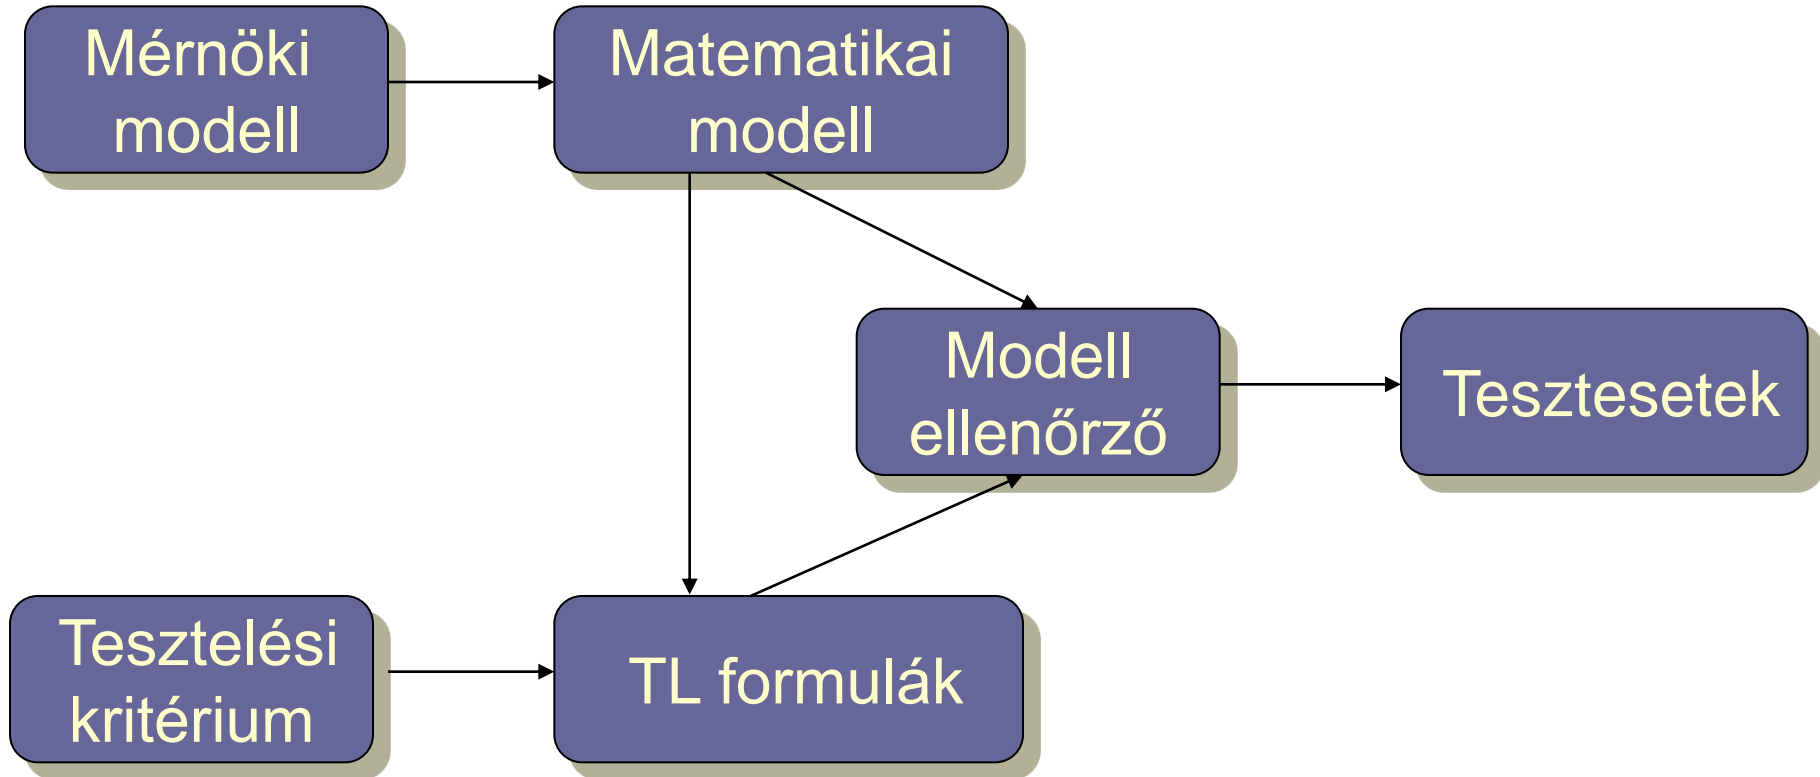 Mérnöki
modell
Matematikai
modell
Modell
ellenőrző
Tesztesetek
Tesztelési
kritérium
TL formulák